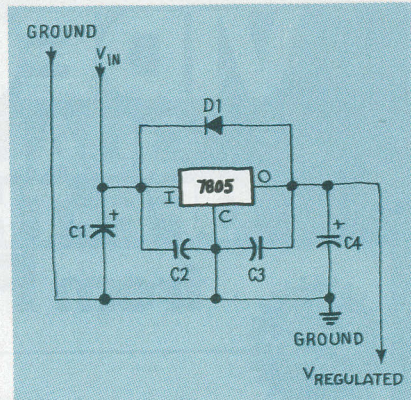 GROUND
VIN
D1
7805
I
O
C
C1
+
C2
C3
+
C4
GROUND
VREGULATED